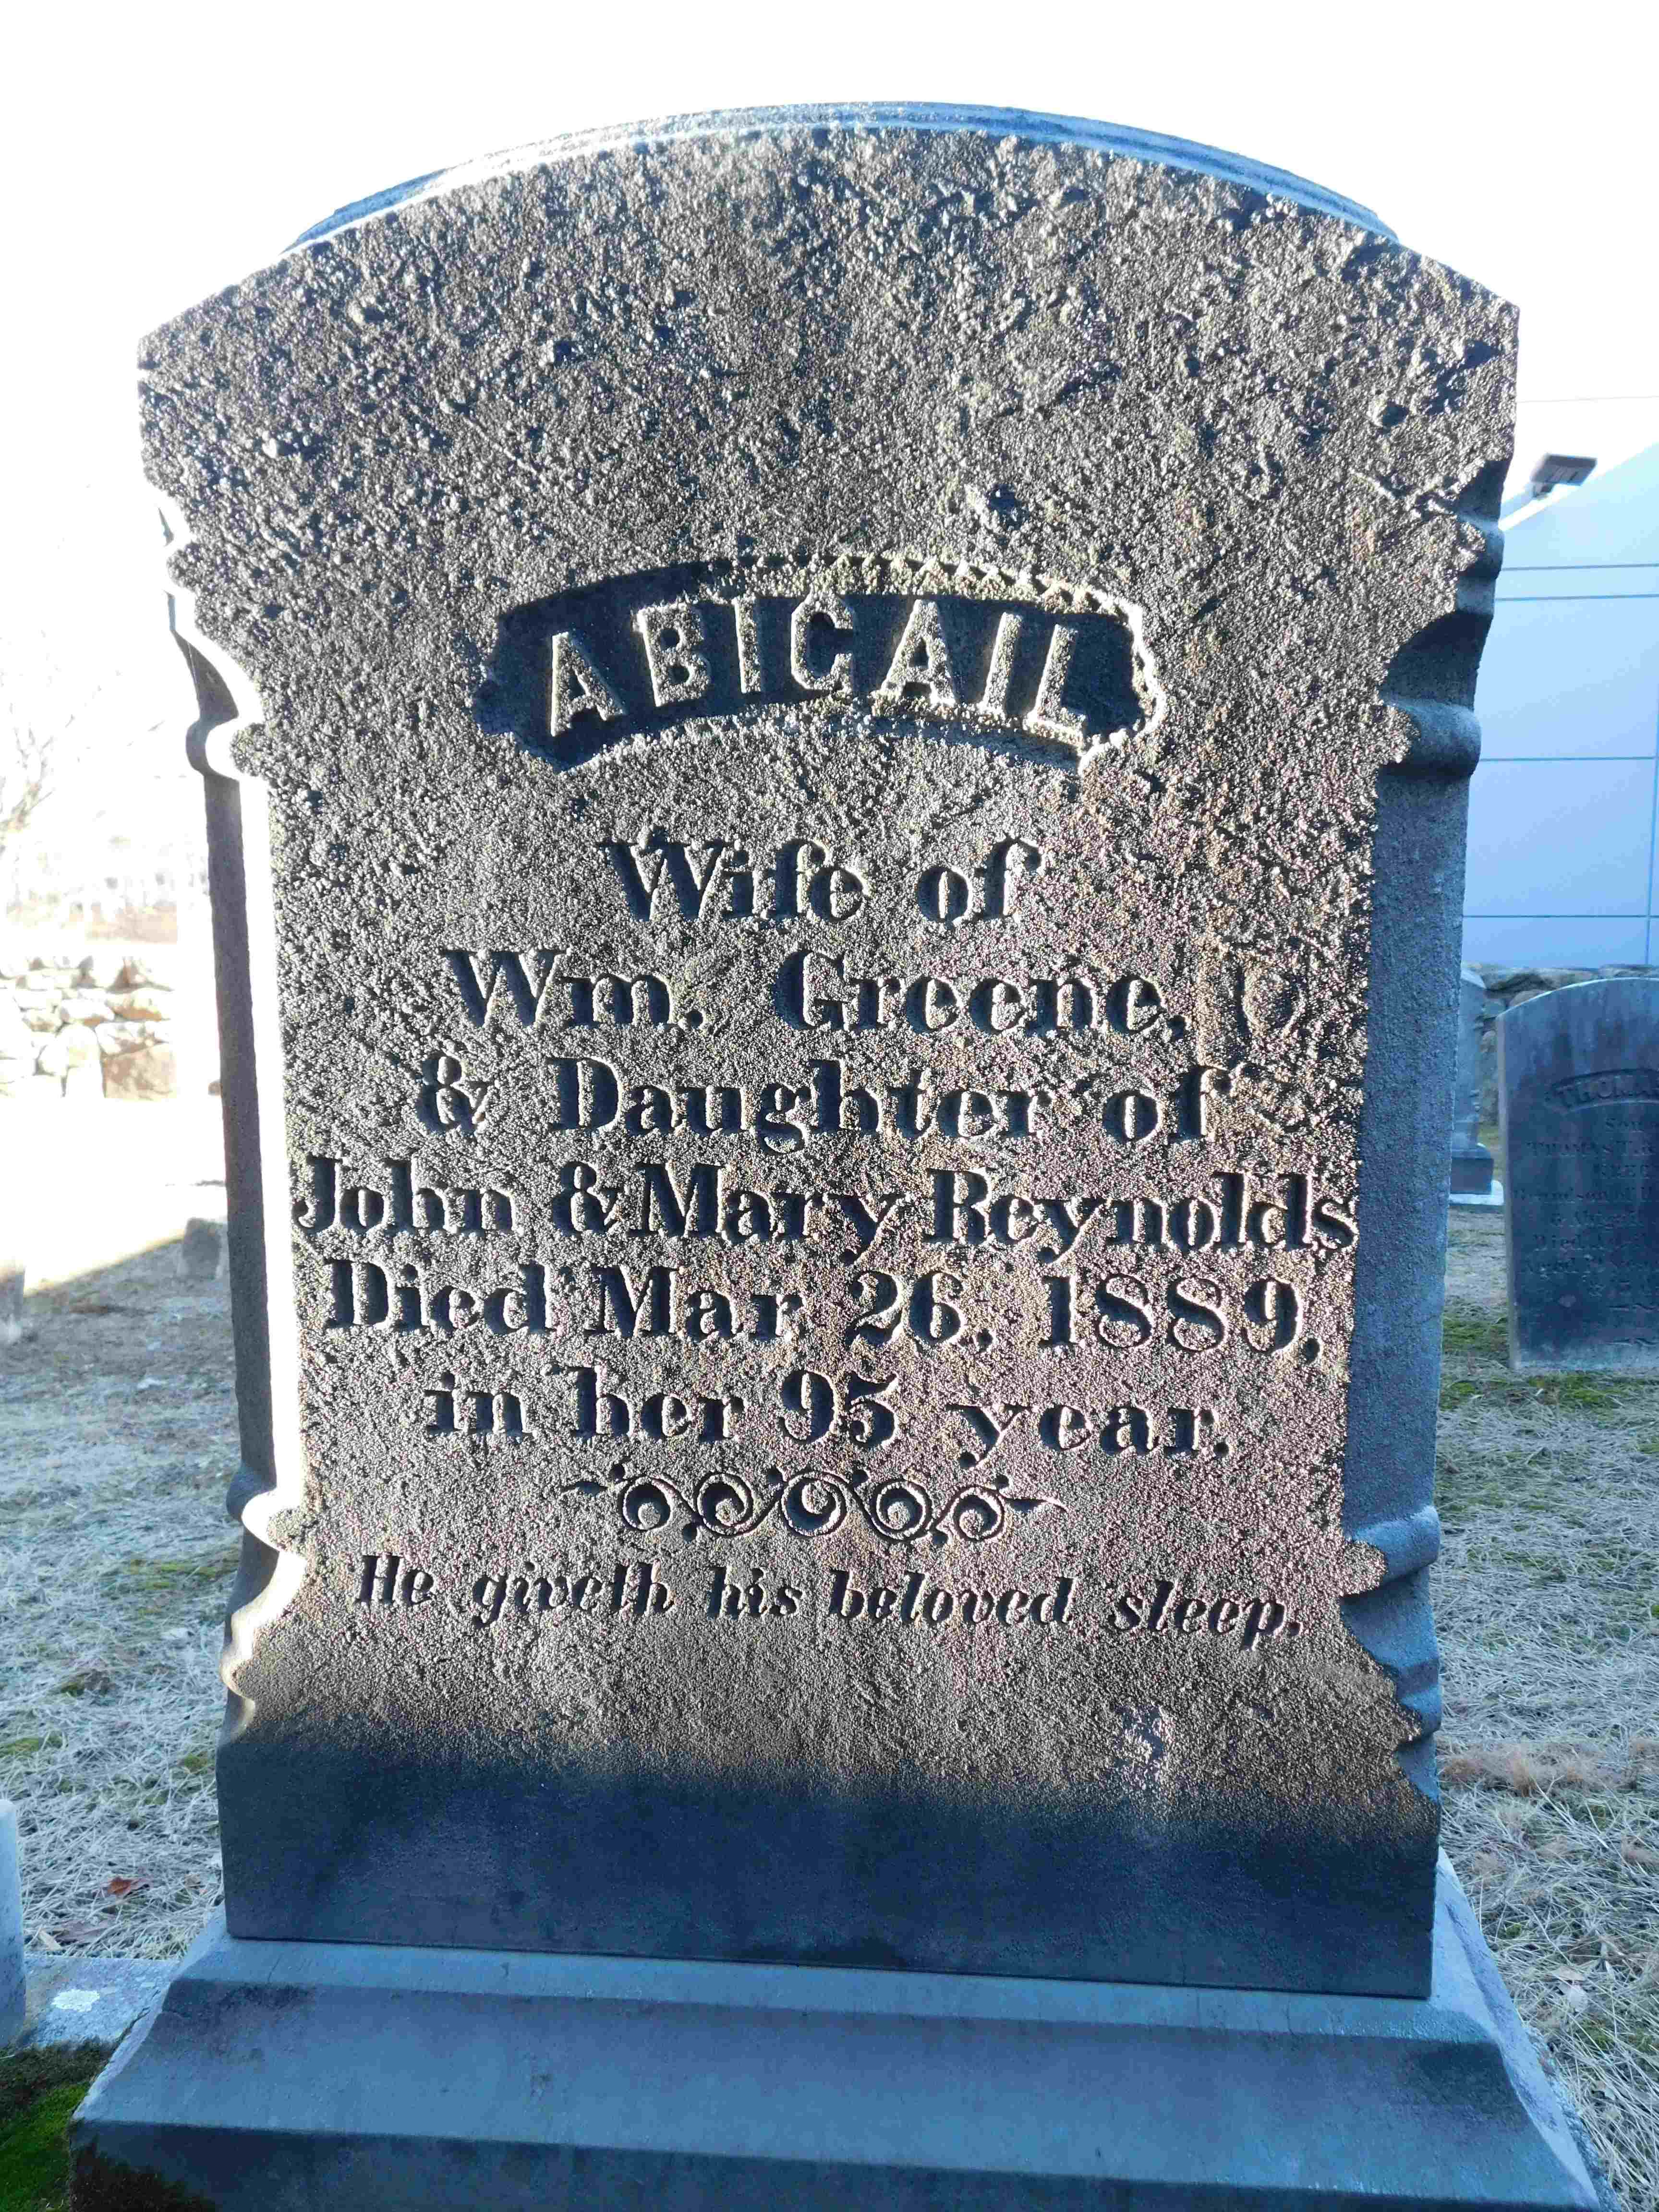 ABIGAIL
Wife of
Wm. Greene,
& Daughter of
John & Mary Reynolds
Died Mar. 26, 1889,
in her 95 year.
He giveth his beloved sleep.
THOMA